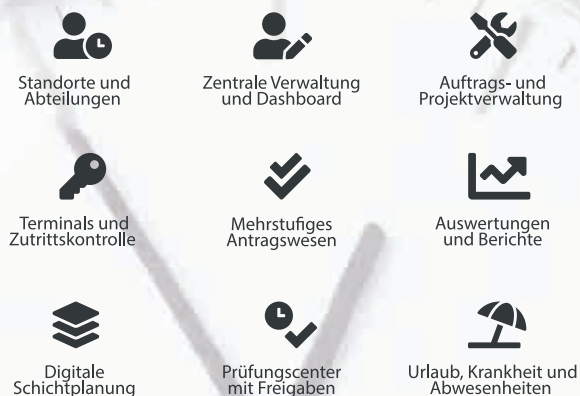 Standorte und
Abteilungen
Zentrale Verwaltung
und Dashboard
Auftrags- und
Projektverwaltung
Terminals und
Zutrittskontrolle
Mehrstufiges
Antragswesen
Auswertungen
und Berichte
Digitale
Schichtplanung
Prüfungscenter
mit Freigaben
Urlaub, Krankheit und
Abwesenheiten